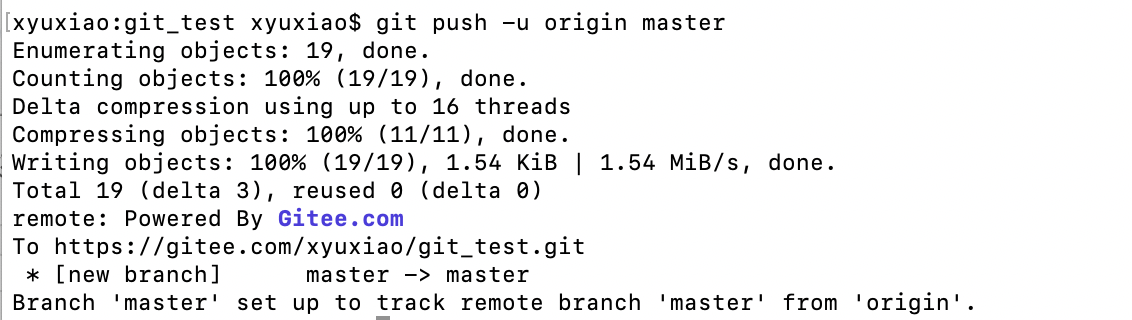 [xyuxiao:git_test xyuxiao$ git push -u origin master
Enumerating objects: 19, done.
Counting objects: 100% (19/19), done.
Delta compression using up to 16 threads
Compressing objects: 100% (11/11), done.
Writing objects: 100% (19/19), 1.54 KiB | 1.54 MiB/s, done.
Total 19 (delta 3), reused 0 (delta 0)
remote: Powered By Gitee.com
To https://gitee.com/xyuxiao/git_test.git
 * [new branch]      master -> master
Branch 'master' set up to track remote branch 'master' from 'origin'.